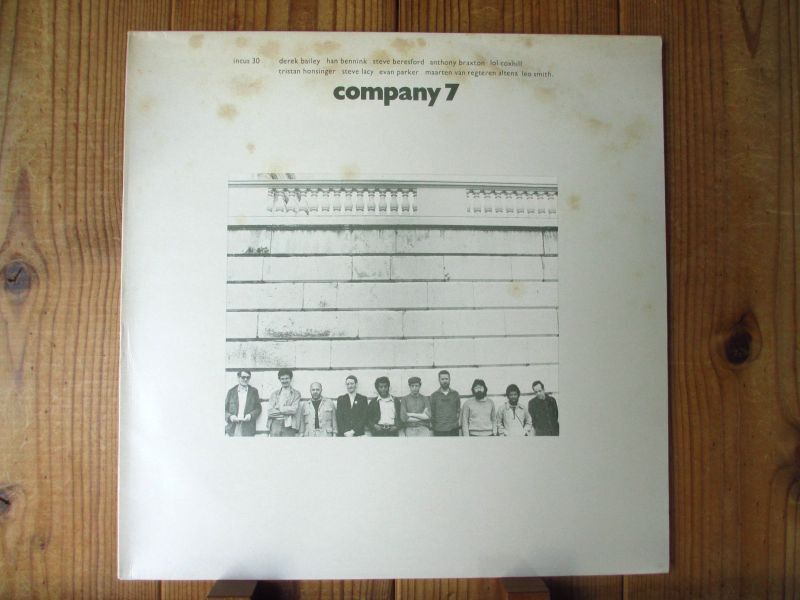 incus 30 derek bailey han bennink steve beresford anthony braxton lol coxhill
tristan honsinger steve lacy evan parker maarten van regteren altena leo smith.
company 7